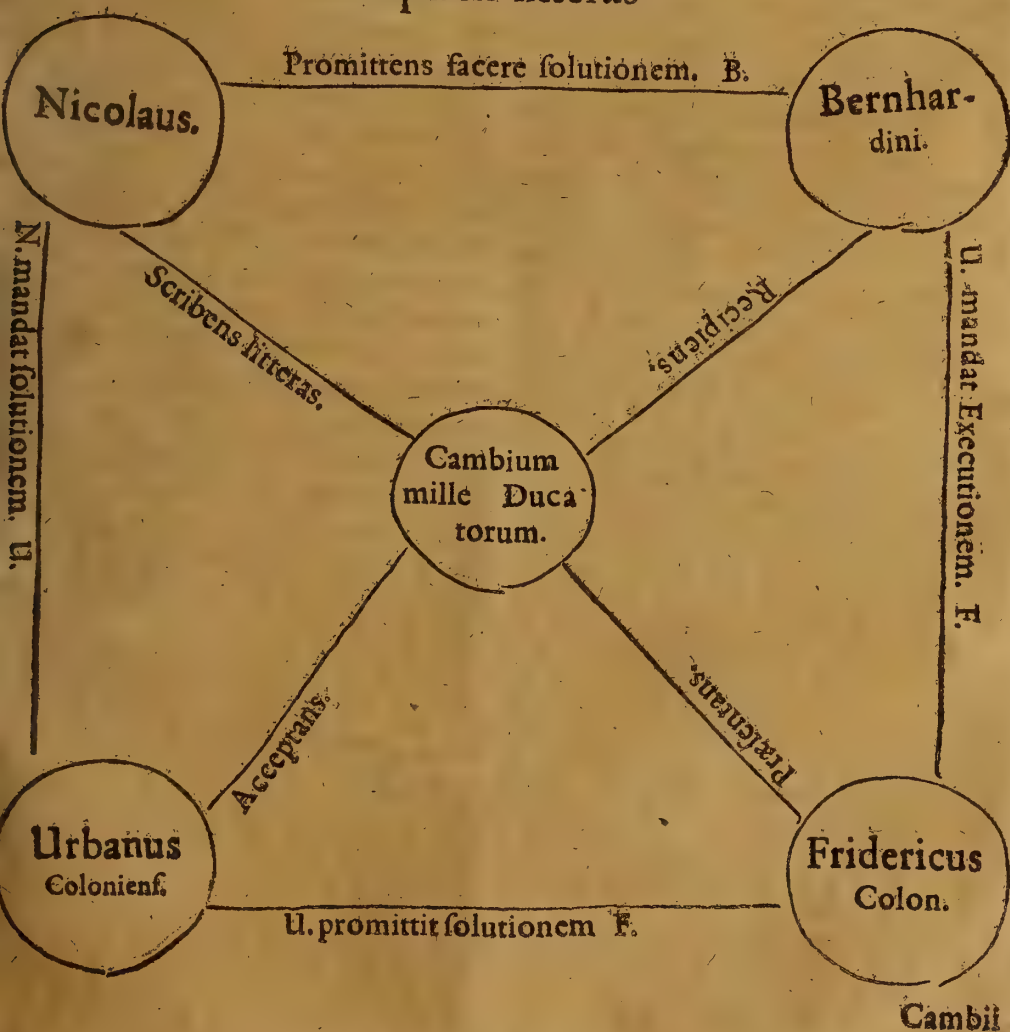 Promittens facere ſolutionem. B.
Nicolaus.
Bernhar-
dini.
N. mandat ſolutionem. U.
Scribens litteras.
Recipiens.
U. mandat Executionem. F.
Cambium
mille Duca
torum.
Acceptans.
Præſentans.
Urbanus
Colonienſ.
Fridericus
Colon.
U. promittit ſolutionem F.
Cambii